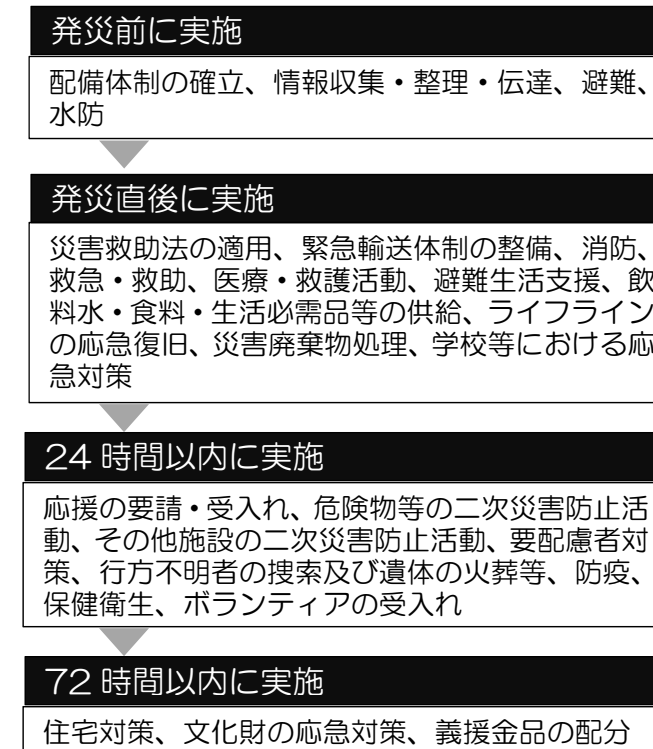 発災前に実施
配備体制の確立、情報収集・整理・伝達、避難、
水防
発災直後に実施
災害救助法の適用、緊急輸送体制の整備、消防、
救急・救助、医療・救護活動、避難生活支援、飲
料水・食料・生活必需品等の供給、ライフライン
の応急復旧、災害廃棄物処理、学校等における応
急対策
24 時間以内に実施
応援の要請・受入れ、危険物等の二次災害防止活
動、その他施設の二次災害防止活動、要配慮者対
策、行方不明者の捜索及び遺体の火葬等、防疫、
保健衛生、ボランティアの受入れ
72 時間以内に実施
住宅対策、文化財の応急対策、義援金品の配分